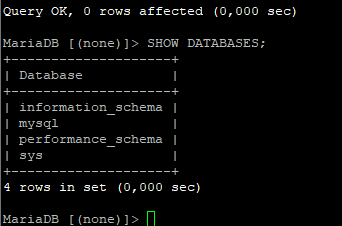 Query OK, 0 rows affected (0,000 sec)
MariaDB [(none)]> SHOW DATABASES;
+--------------------+
| Database           |
+--------------------+
| information_schema |
| mysql              |
| performance_schema |
| sys                |
+--------------------+
4 rows in set (0,000 sec)
MariaDB [(none)]>